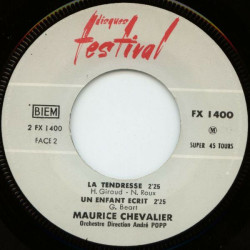 disques
festival
BIEM
2 FX 1400
FACE 2
FX 1400
M
SUPER 45 TOURS
LA TENDRESSE 2'25
H. Giroud - N. Roux
UN ENFANT ECRIT 2'25
G. Beart
MAURICE CHEVALIER
Orchestre Direction André POPP